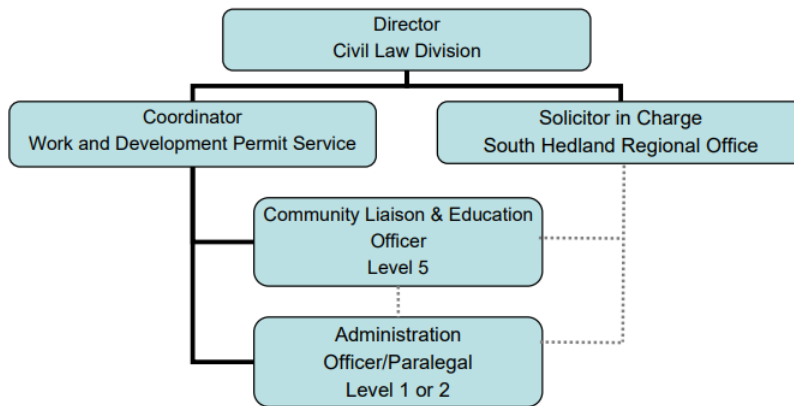 Director
Civil Law Division
Coordinator
Work and Development Permit Service
Solicitor in Charge
South Hedland Regional Office
Community Liaison & Education
Officer
Level 5
Administration
Officer/Paralegal
Level 1 or 2